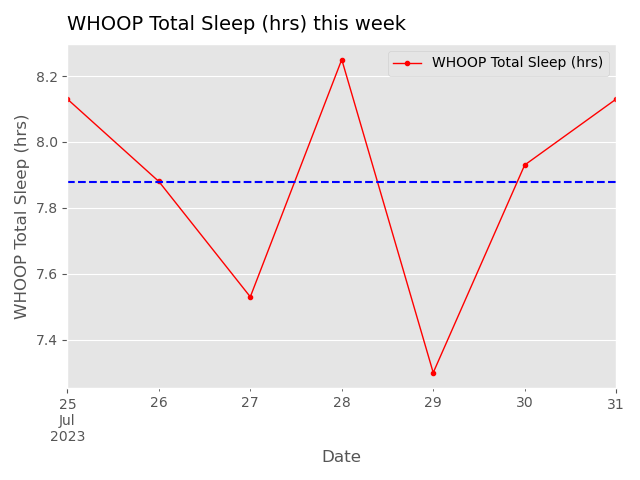 WHOOP Total Sleep (hrs) this week
WHOOP Total Sleep (hrs)
WHOOP Total Sleep (hrs)
8.2
8.0
7.8
7.6
7.4
25 26 27 28 29 30 31
Jul
2023
Date